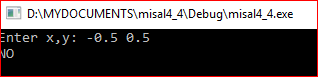 D:\MYDOCUMENTS\misal4_4\Debug\misal4_4.exe
Enter x,y: -0.5 0.5
NO